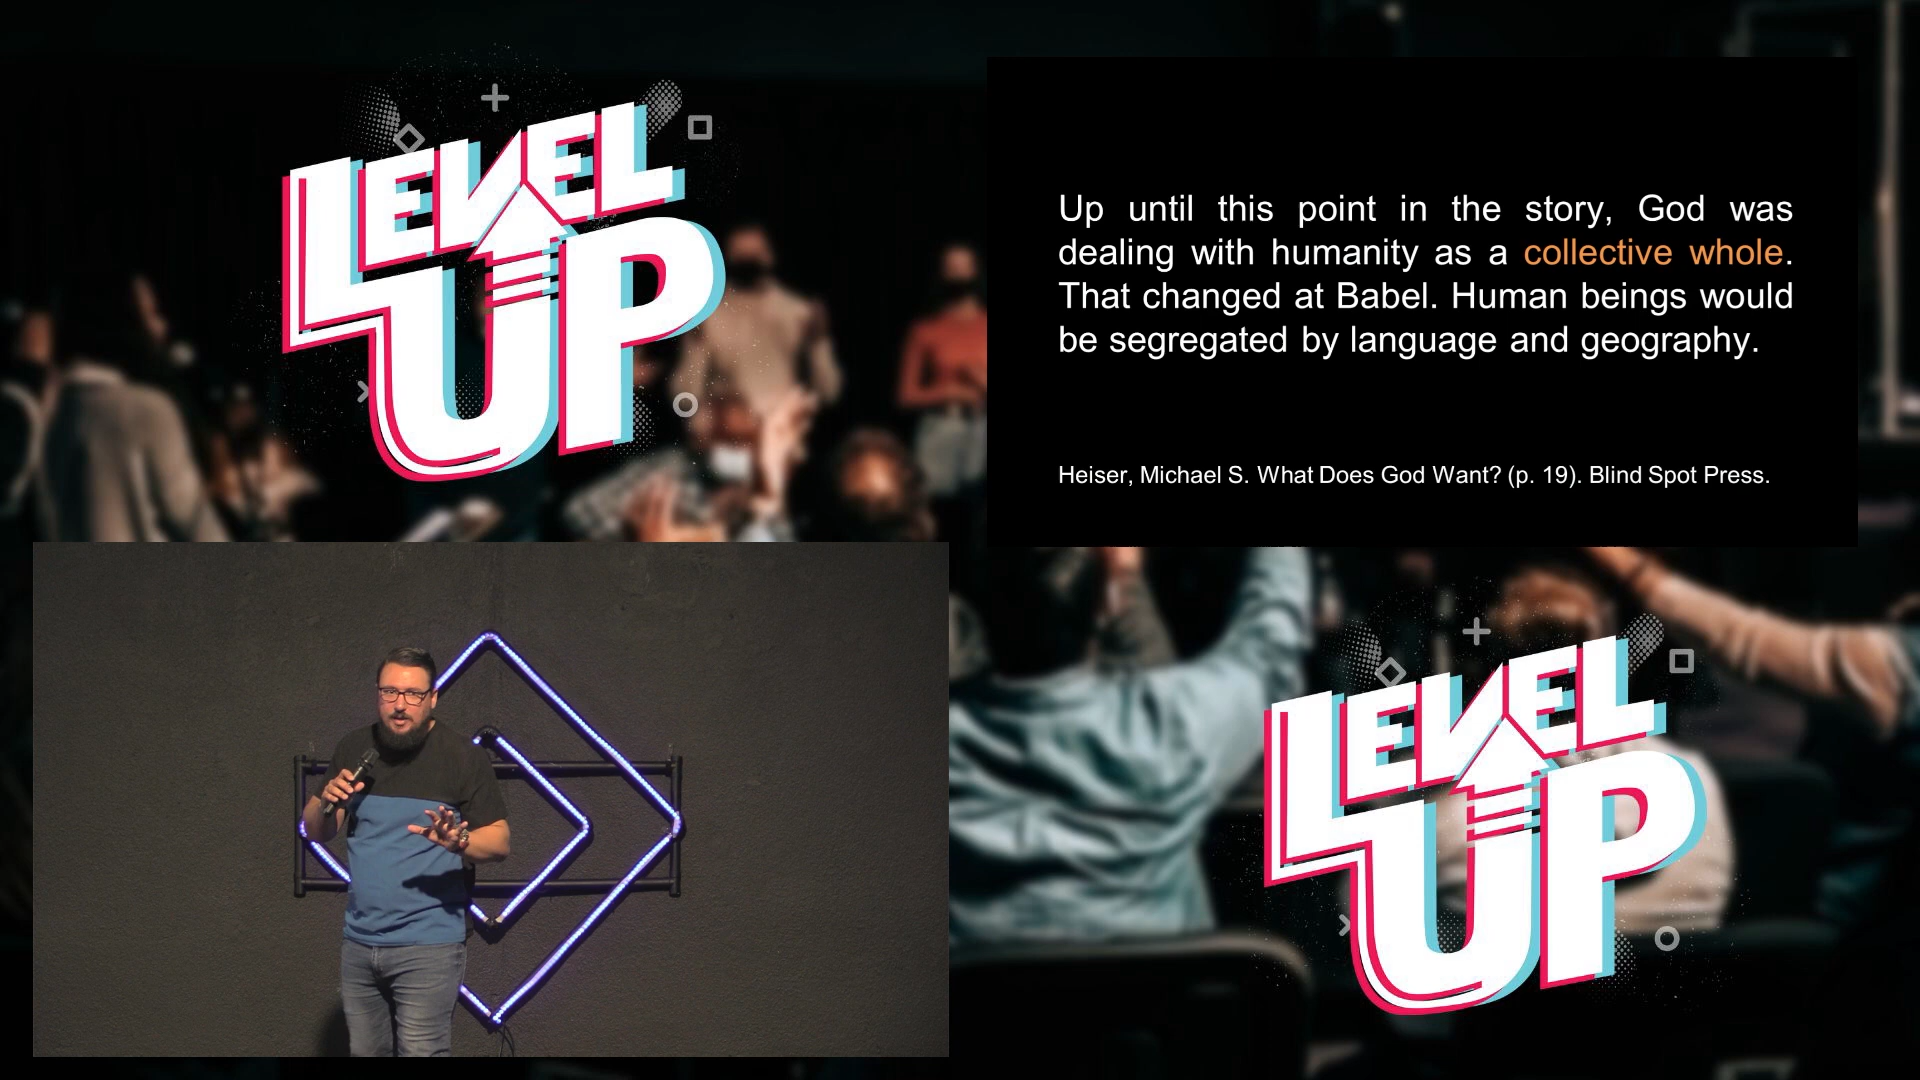 LEVEL
UP
Up until this point in the story, God was
dealing with humanity as a collective whole.
That changed at Babel. Human beings would
be segregated by language and geography.
Heiser, Michael S. What Does God Want? (p. 19). Blind Spot Press.
LEVEL
UP